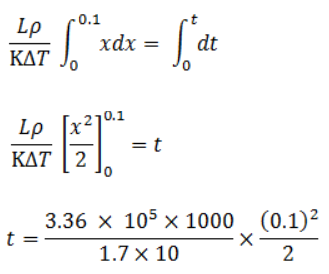 Lρ/KΔT ∫₀^0.1 xdx = ∫₀^t dt
Lρ/KΔT [x²/2]₀^0.1 = t
t = (3.36 × 10⁵ × 1000)/(1.7 × 10) × (0.1)²/2